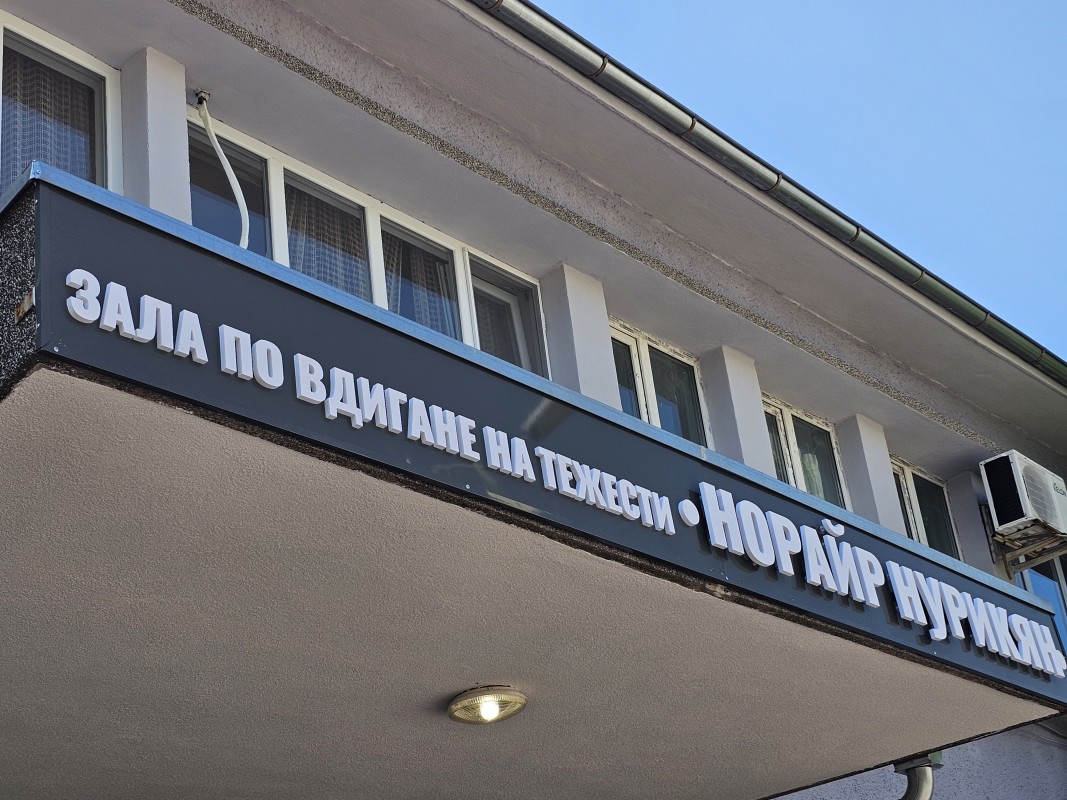 ЗАЛА ПО ВДИГАНЕ НА ТЕЖЕСТИ • НОРАЙР НУРИКЯН •